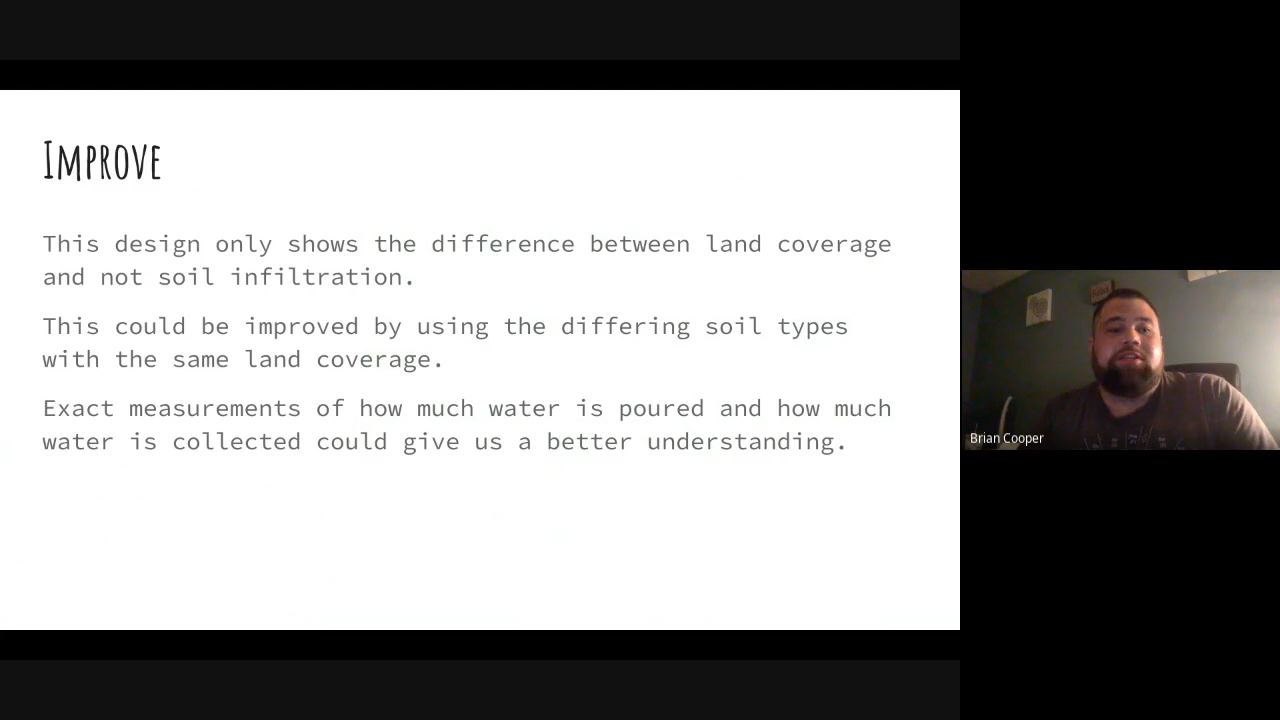 Improve
This design only shows the difference between land coverage
and not soil infiltration.
This could be improved by using the differing soil types
with the same land coverage.
Exact measurements of how much water is poured and how much
water is collected could give us a better understanding.
Brian Cooper